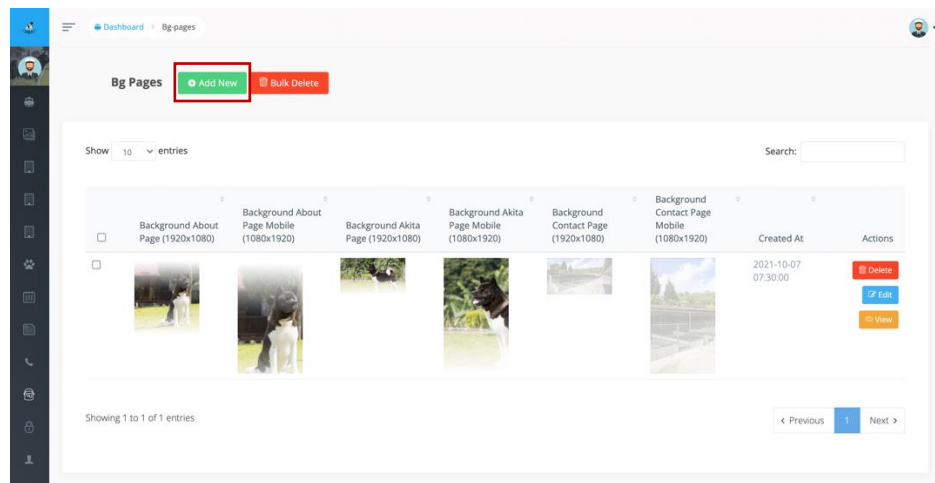 Dashboard > Bg-pages
Bg Pages
Add New
Bulk Delete
Show 10 entries
Search:
Background About
Page (1920x1080)
Background About
Page Mobile
(1080x1920)
Background Akita
Page (1920x1080)
Background Akita
Page Mobile
(1080x1920)
Background
Contact Page
(1920x1080)
Background
Contact Page
Mobile
(1080x1920)
Created At
Actions
2021-10-07
07:30:00
Delete
Edit
View
Showing 1 to 1 of 1 entries
< Previous 1 Next >